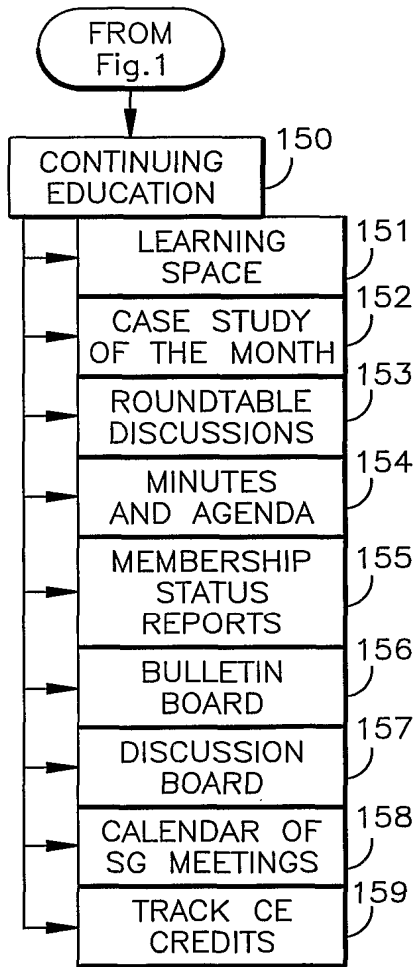 FROM
Fig.1
150
CONTINUING
EDUCATION
151
LEARNING
SPACE
152
CASE STUDY
OF THE MONTH
153
ROUNDTABLE
DISCUSSIONS
154
MINUTES
AND AGENDA
155
MEMBERSHIP
STATUS
REPORTS
156
BULLETIN
BOARD
157
DISCUSSION
BOARD
158
CALENDAR OF
SG MEETINGS
159
TRACK CE
CREDITS